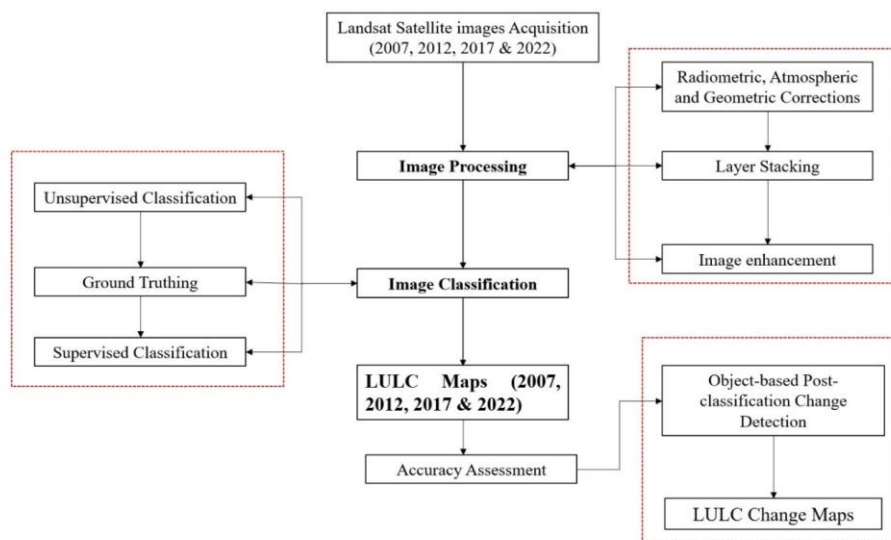 Landsat Satellite images Acquisition
(2007, 2012, 2017 & 2022)
Radiometric, Atmospheric
and Geometric Corrections
Image Processing
Layer Stacking
Image enhancement
Unsupervised Classification
Ground Truthing
Supervised Classification
Image Classification
LULC Maps (2007,
2012, 2017 & 2022)
Accuracy Assessment
Object-based Post-
classification Change
Detection
LULC Change Maps